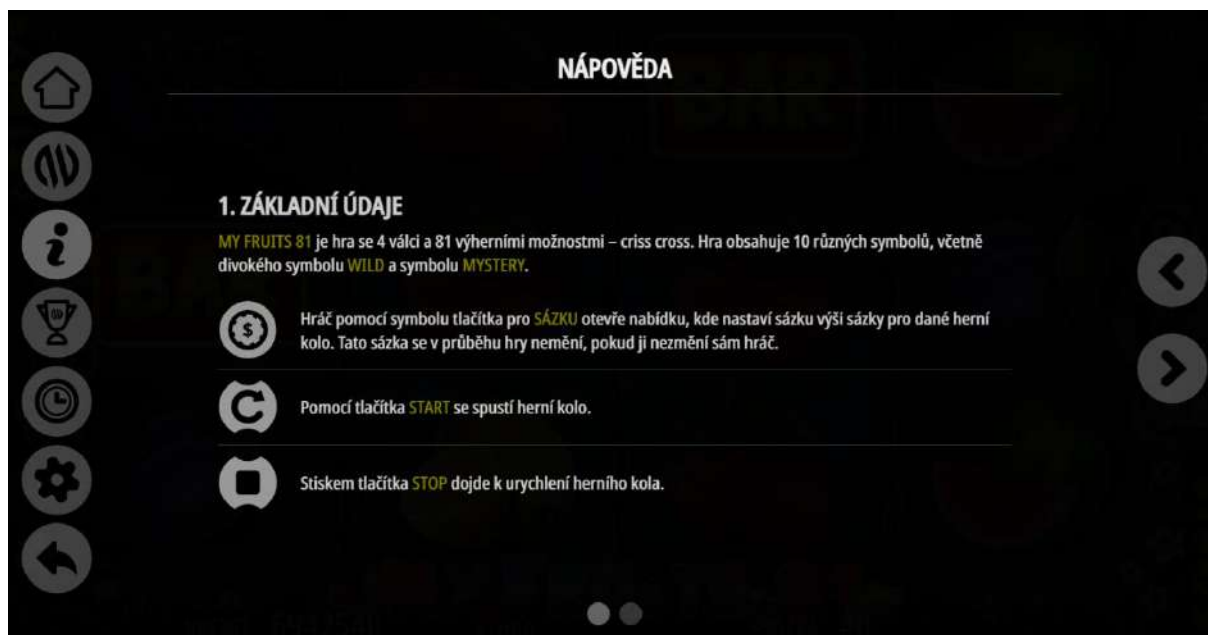 NÁPOVĚDA
1. ZÁKLADNÍ ÚDAJE
MY FRUITS 81 je hra se 4 válci a 81 výherními možnostmi – criss cross. Hra obsahuje 10 různých symbolů, včetně
divokého symbolu WILD a symbolu MYSTERY.
Hráč pomocí symbolu tlačítka pro SÁZKU otevře nabídku, kde nastaví sázku výši sázky pro dané herní
kolo. Tato sázka se v průběhu hry nemění, pokud ji nezmění sám hráč.
Pomocí tlačítka START se spustí herní kolo.
Stiskem tlačítka STOP dojde k urychlení herního kola.